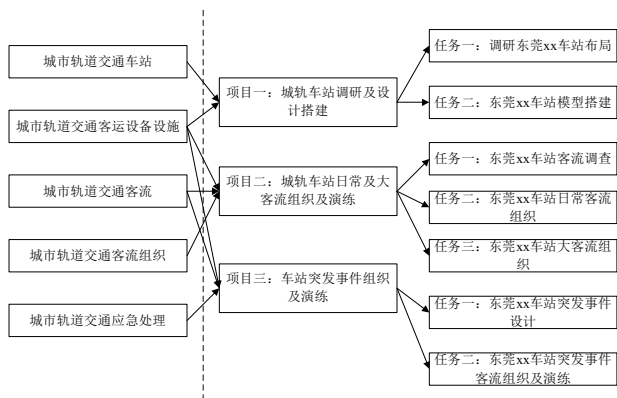 城市轨道交通车站
城市轨道交通客运设备设施
城市轨道交通客流
城市轨道交通客流组织
城市轨道交通应急处理
项目一：城轨车站调研及设
计搭建
项目二：城轨车站日常及大
客流组织及演练
项目三：车站突发事件组织
及演练
任务一：调研东莞xx车站布局
任务二：东莞xx车站模型搭建
任务一：东莞xx车站客流调查
任务二：东莞xx车站日常客流
组织
任务三：东莞xx车站大客流组
织
任务一：东莞xx车站突发事件
设计
任务二：东莞xx车站突发事件
客流组织及演练